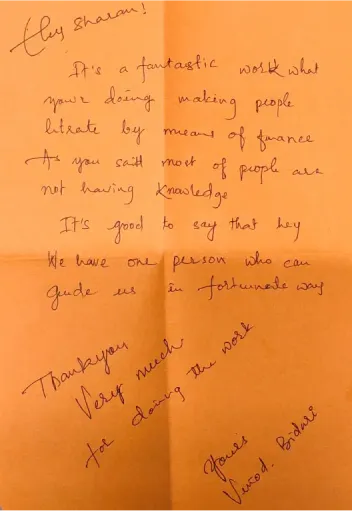 Hey Sharan!
It's a fantastic work what
your doing making people
litrate by means of finance
As you said most of people are
not having knowledge
It's good to say that hey
We have one person who can
guide us in fortunate way
Thankyou
Very much
for doing the work
Yours
Vinod. Bidari